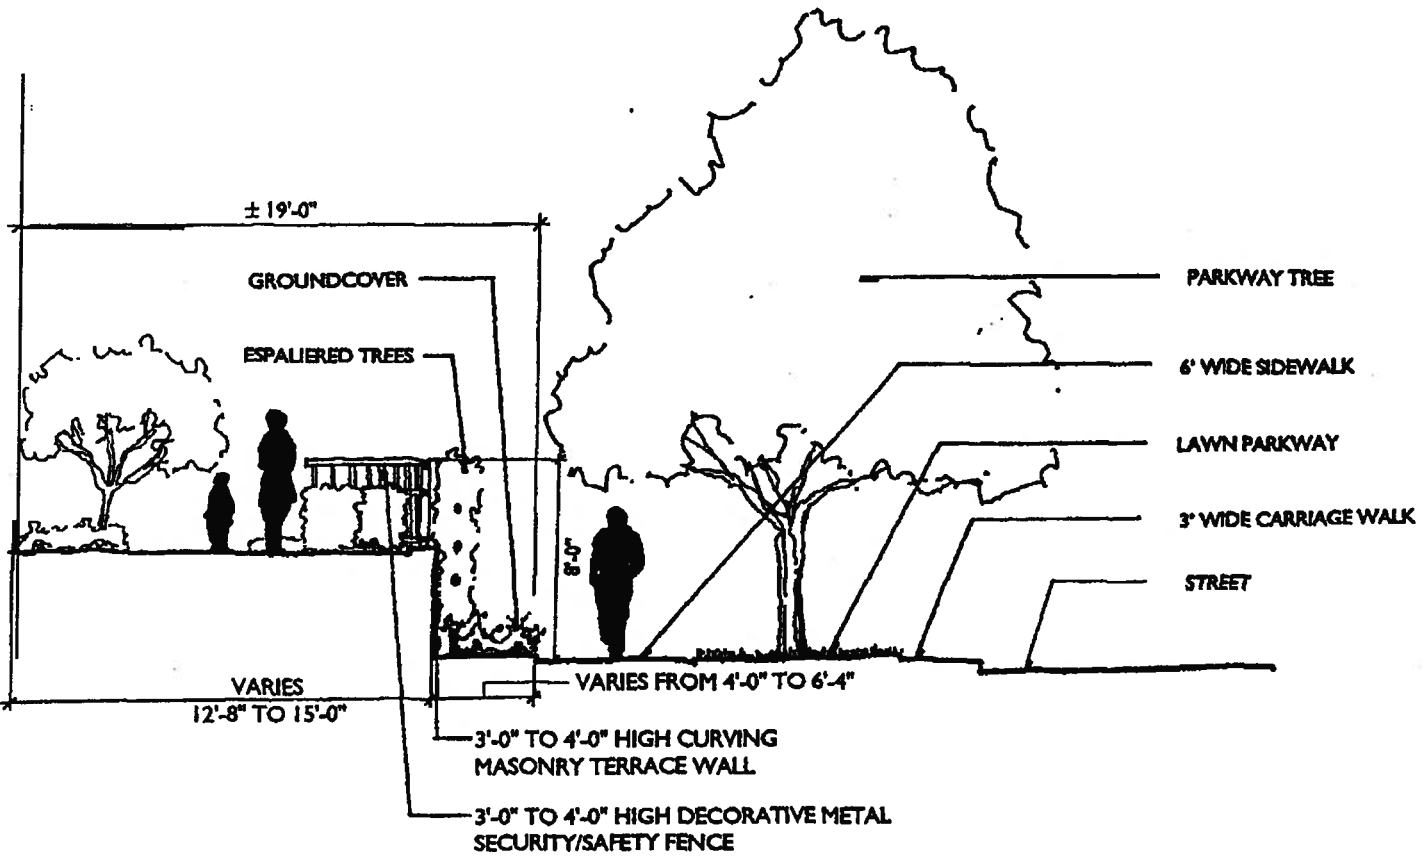 ± 19'-0"
GROUNDCOVER
PARKWAY TREE
ESPALIERED TREES
6' WIDE SIDEWALK
LAWN PARKWAY
3' WIDE CARRIAGE WALK
8'-0"
STREET
VARIES
12'-8" TO 15'-0"
VARIES FROM 4'-0" TO 6'-4"
3'-0" TO 4'-0" HIGH CURVING
MASONRY TERRACE WALL
3'-0" TO 4'-0" HIGH DECORATIVE METAL
SECURITY/SAFETY FENCE